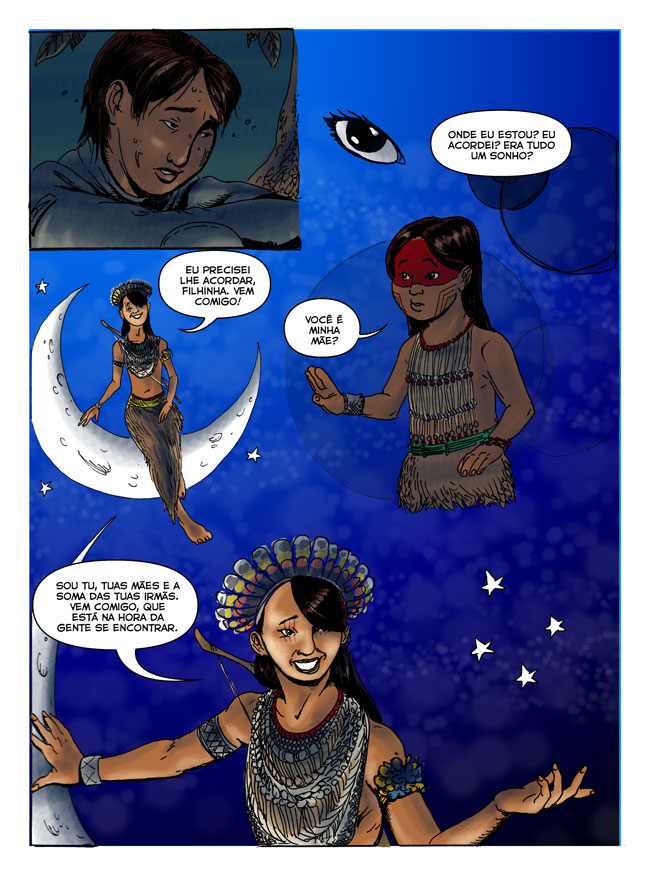 ONDE EU ESTOU? EU
ACORDEI? ERA TUDO
UM SONHO?
EU PRECISEI
LHE ACORDAR,
FILHINHA. VEM
COMIGO!
VOCÊ É
MINHA
MÃE?
SOU TU, TUAS MÃES E A
SOMA DAS TUAS IRMÃS.
VEM COMIGO, QUE
ESTÁ NA HORA DA
GENTE SE ENCONTRAR.